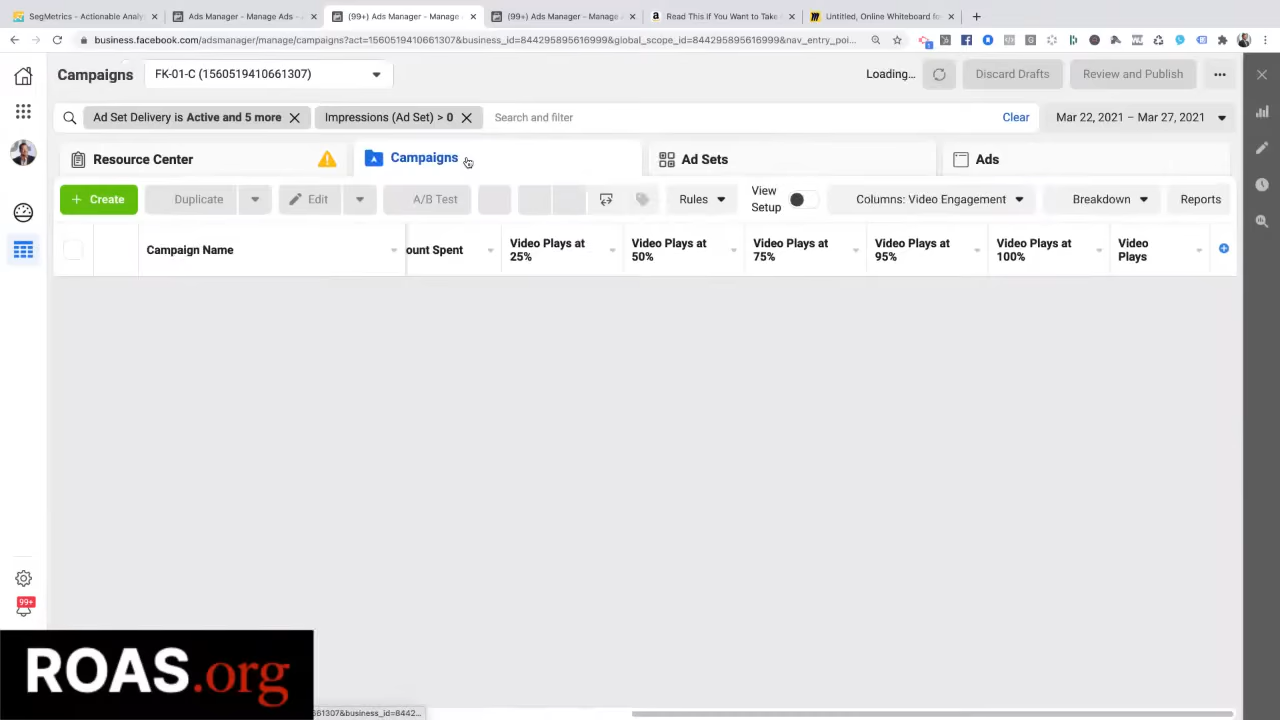 SegMetrics - Actionable Analy
Ads Manager - Manage Ads -
(99+) Ads Manager - Manage
(99+) Ads Manager - Manage
Read This if You Want to Take
Untitled, Online Whiteboard fo
business.facebook.com/adsmanager/manage/campaigns?act=1560519410661307&business_id=844295895616999&global_scope_id=844295895616999&nav_entry_poi...
Campaigns
FK-01-C (1560519410661307)
Loading...
Discard Drafts
Review and Publish
Ad Set Delivery is Active and 5 more
Impressions (Ad Set) > 0
Search and filter
Clear
Mar 22, 2021 – Mar 27, 2021
Resource Center
Campaigns
Ad Sets
Ads
+ Create
Duplicate
Edit
A/B Test
Rules
View Setup
Columns: Video Engagement
Breakdown
Reports
Campaign Name
ount Spent
Video Plays at 25%
Video Plays at 50%
Video Plays at 75%
Video Plays at 95%
Video Plays at 100%
Video Plays
99+
ROAS.org
661307&business_id=8442...